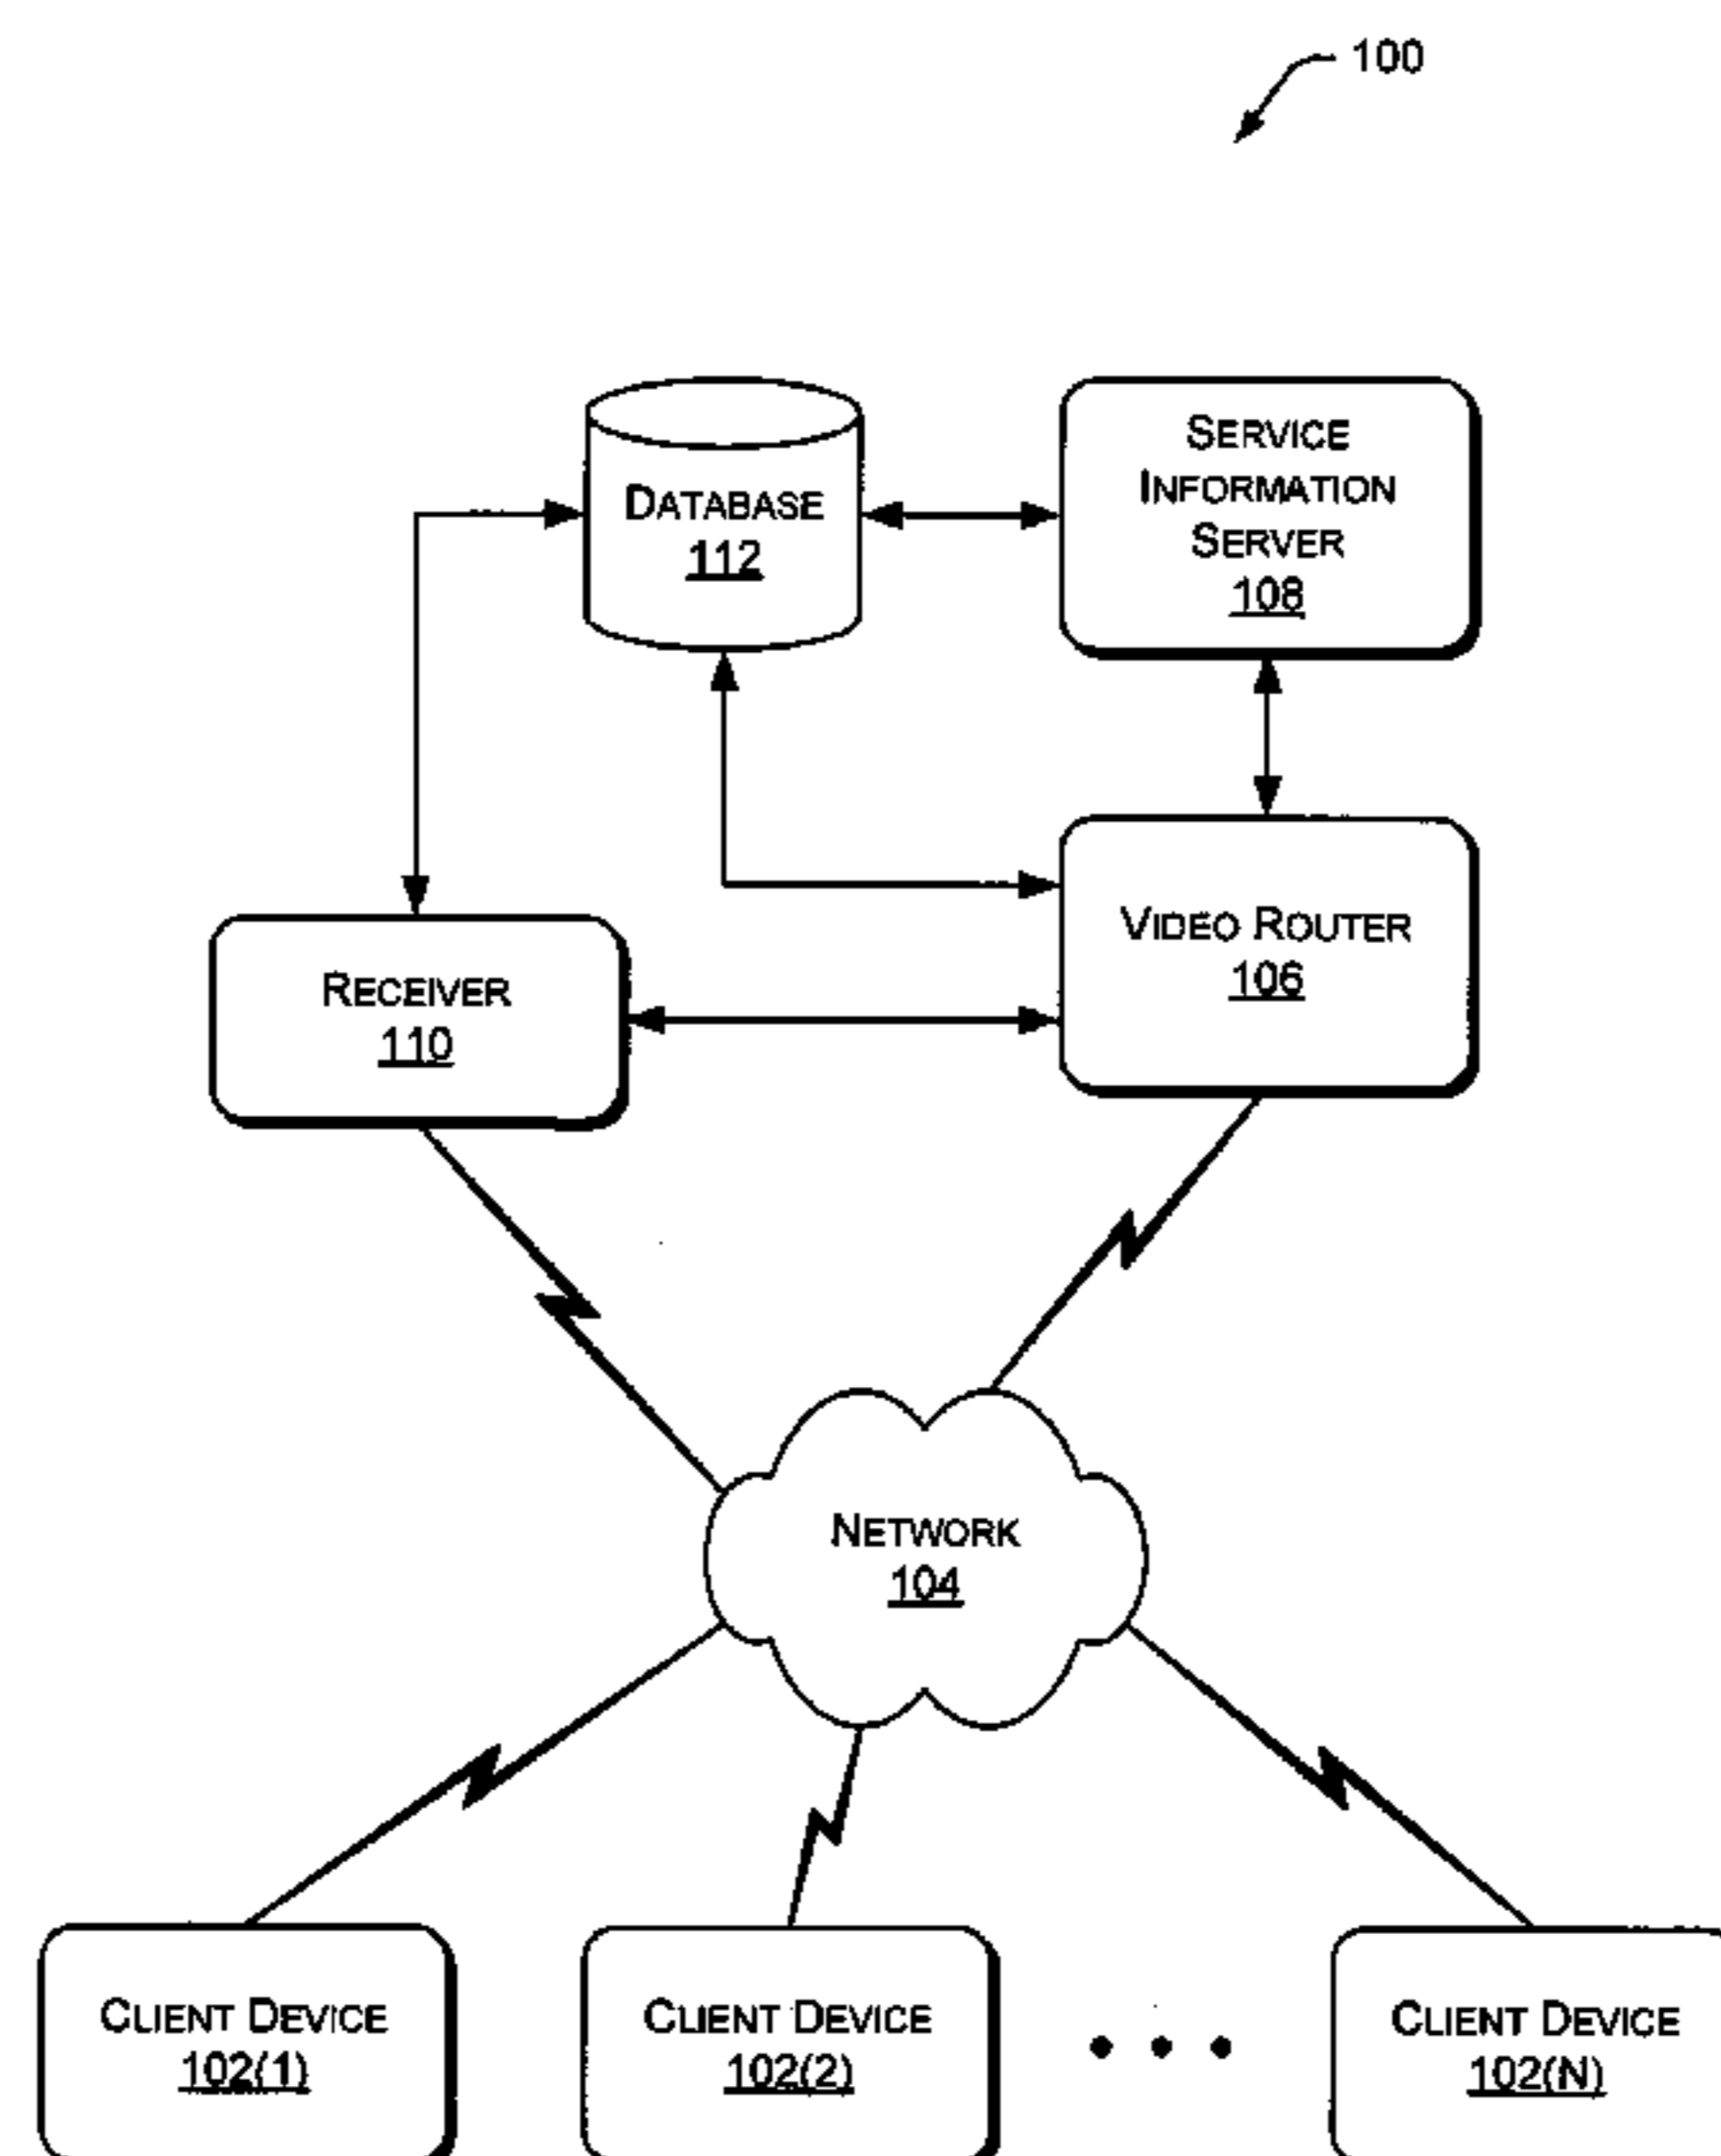 100
DATABASE
112
SERVICE
INFORMATION
SERVER
108
VIDEO ROUTER
106
RECEIVER
110
NETWORK
104
CLIENT DEVICE
102(1)
CLIENT DEVICE
102(2)
• • •
CLIENT DEVICE
102(N)